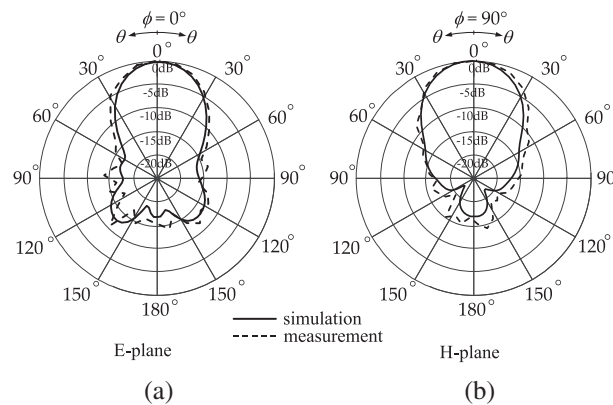 ϕ = 0°
θ θ
0°
30° 30°
60° 60°
90° 90°
120° 120°
150° 150°
180°
0dB
-5dB
-10dB
-15dB
-20dB
E-plane
(a)
ϕ = 90°
θ θ
0°
30° 30°
60° 60°
90° 90°
120° 120°
150° 150°
180°
0dB
-5dB
-10dB
-15dB
-20dB
H-plane
(b)
simulation
measurement